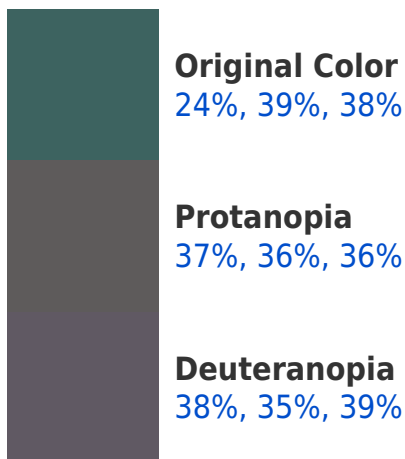 Original Color
24%, 39%, 38%
Protanopia
37%, 36%, 36%
Deuteranopia
38%, 35%, 39%